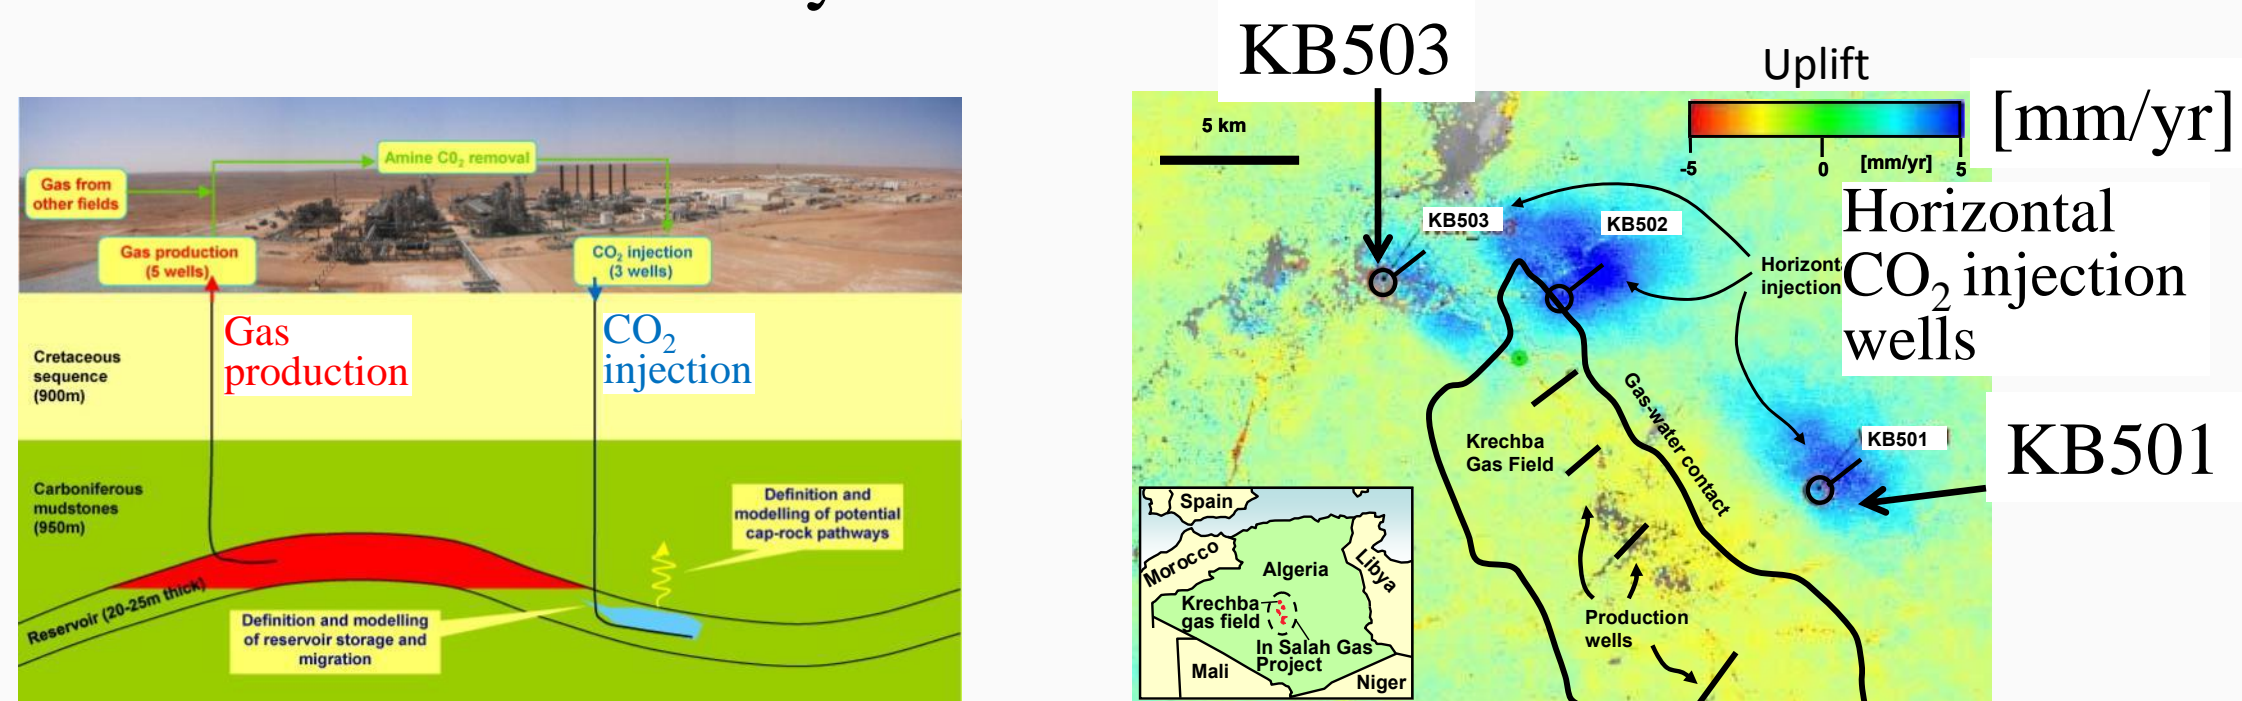 Amine CO₂ removal
Gas from
other fields
Gas production
(5 wells)
CO₂ injection
(3 wells)
Gas
production
CO₂
injection
Cretaceous
sequence
(900m)
Carboniferous
mudstones
(950m)
Definition and
modelling of potential
cap-rock pathways
Reservoir (20-25m thick)
Definition and modelling
of reservoir storage and
migration
KB503
Uplift
[mm/yr]
5 km
-5
0
[mm/yr]
5
KB503
KB502
Horizont
injection
Horizontal
CO₂ injection
wells
Gas-water contact
KB501
KB501
Krechba
Gas Field
Production
wells
Spain
Morocco
Algeria
Libya
Krechba
gas field
In Salah Gas
Project
Mali
Niger